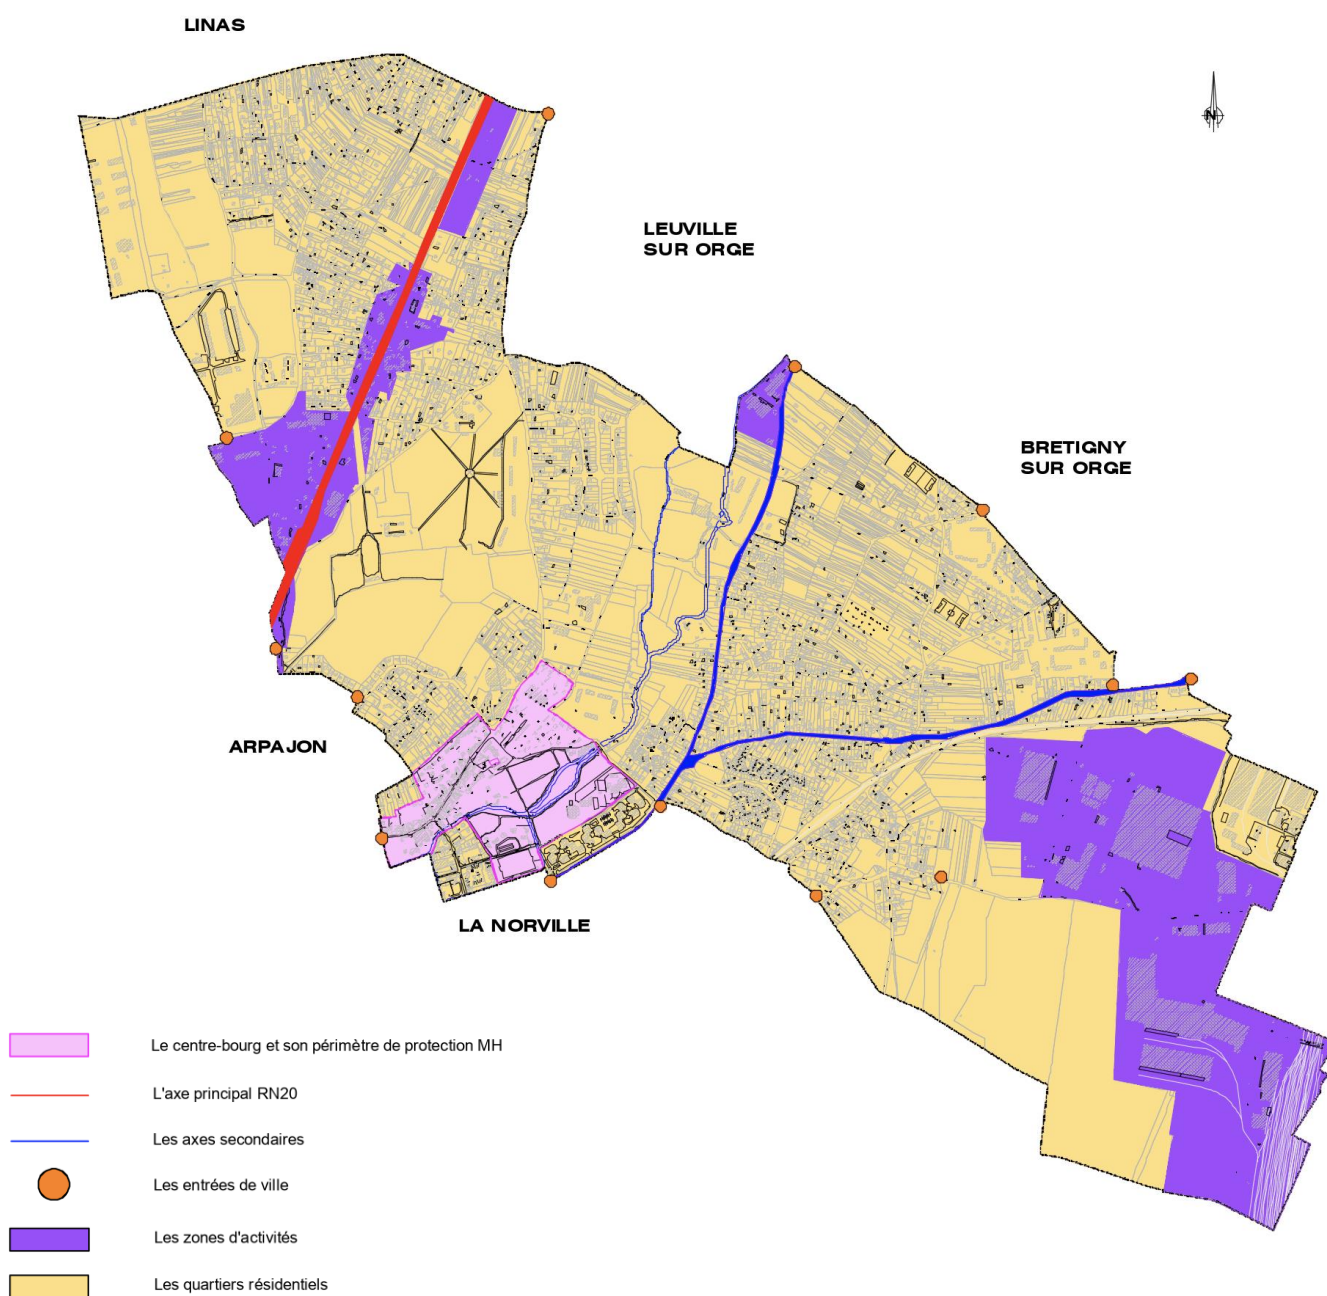 LINAS
N
LEUVILLE
SUR ORGE
BRETIGNY
SUR ORGE
ARPAJON
LA NORVILLE
Le centre-bourg et son périmètre de protection MH
L'axe principal RN20
Les axes secondaires
Les entrées de ville
Les zones d'activités
Les quartiers résidentiels